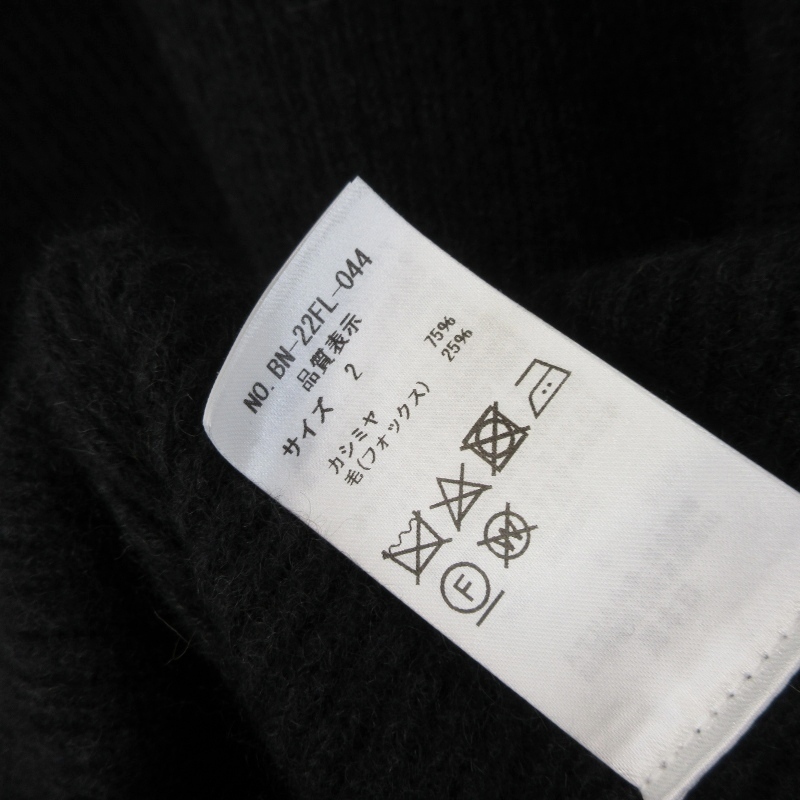 NO. BN-22FL-044
品質表示
サイズ 2
カシミヤ 75%
毛(フォックス) 25%
W
F